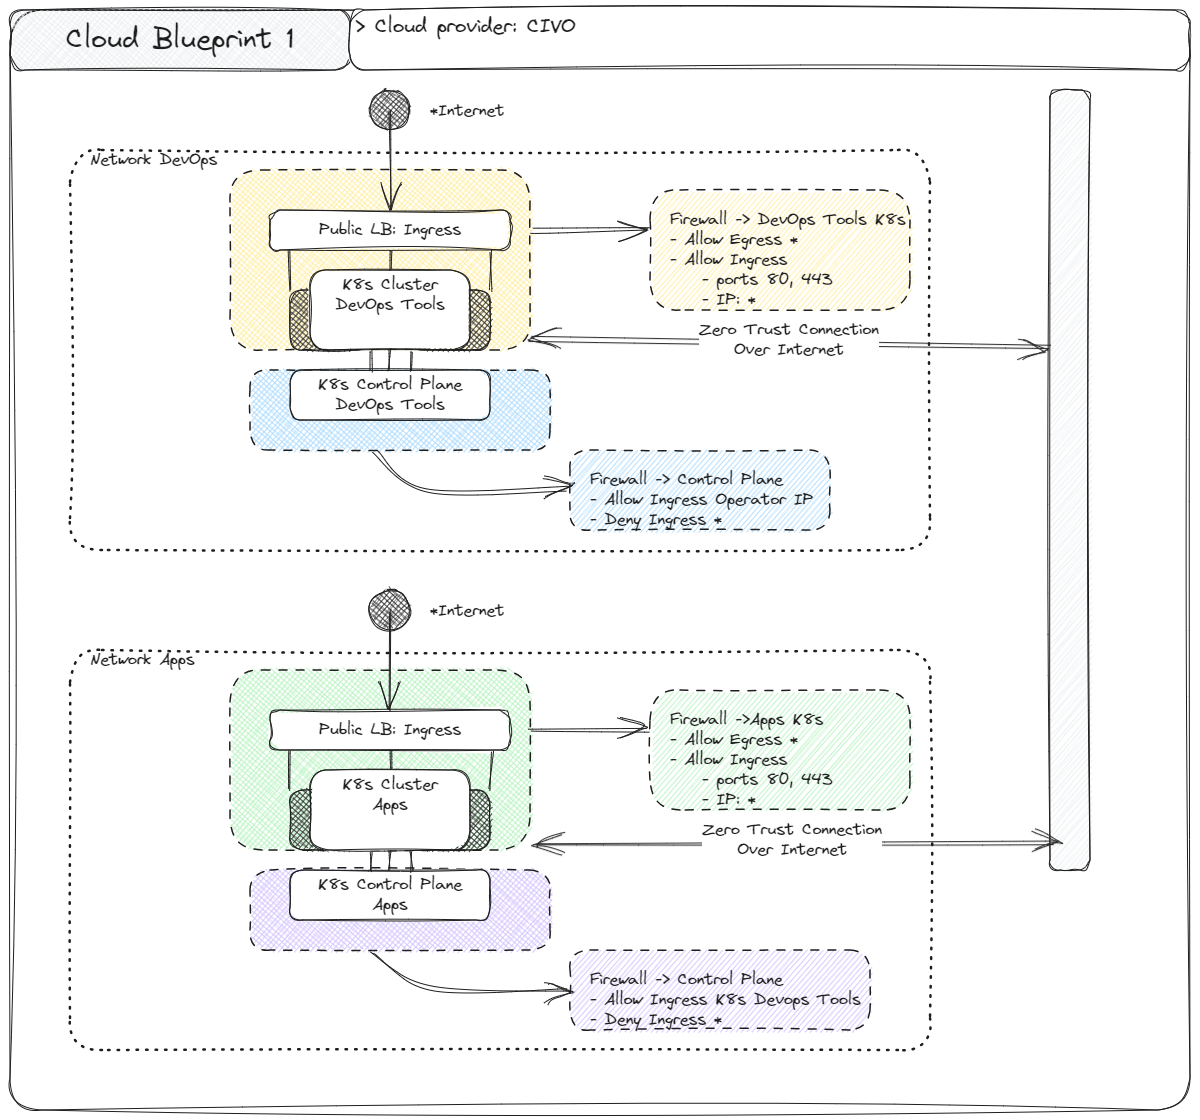 Cloud Blueprint 1
> Cloud provider: CIVO
*Internet
Network DevOps
Public LB: Ingress
K8s Cluster
DevOps Tools
Firewall -> DevOps Tools K8s
- Allow Egress *
- Allow Ingress
- ports 80, 443
- IP: *
Zero Trust Connection
Over Internet
K8s Control Plane
DevOps Tools
Firewall -> Control Plane
- Allow Ingress Operator IP
- Deny Ingress *
*Internet
Network Apps
Public LB: Ingress
K8s Cluster
Apps
Firewall ->Apps K8s
- Allow Egress *
- Allow Ingress
- ports 80, 443
- IP: *
Zero Trust Connection
Over Internet
K8s Control Plane
Apps
Firewall -> Control Plane
- Allow Ingress K8s Devops Tools
- Deny Ingress *